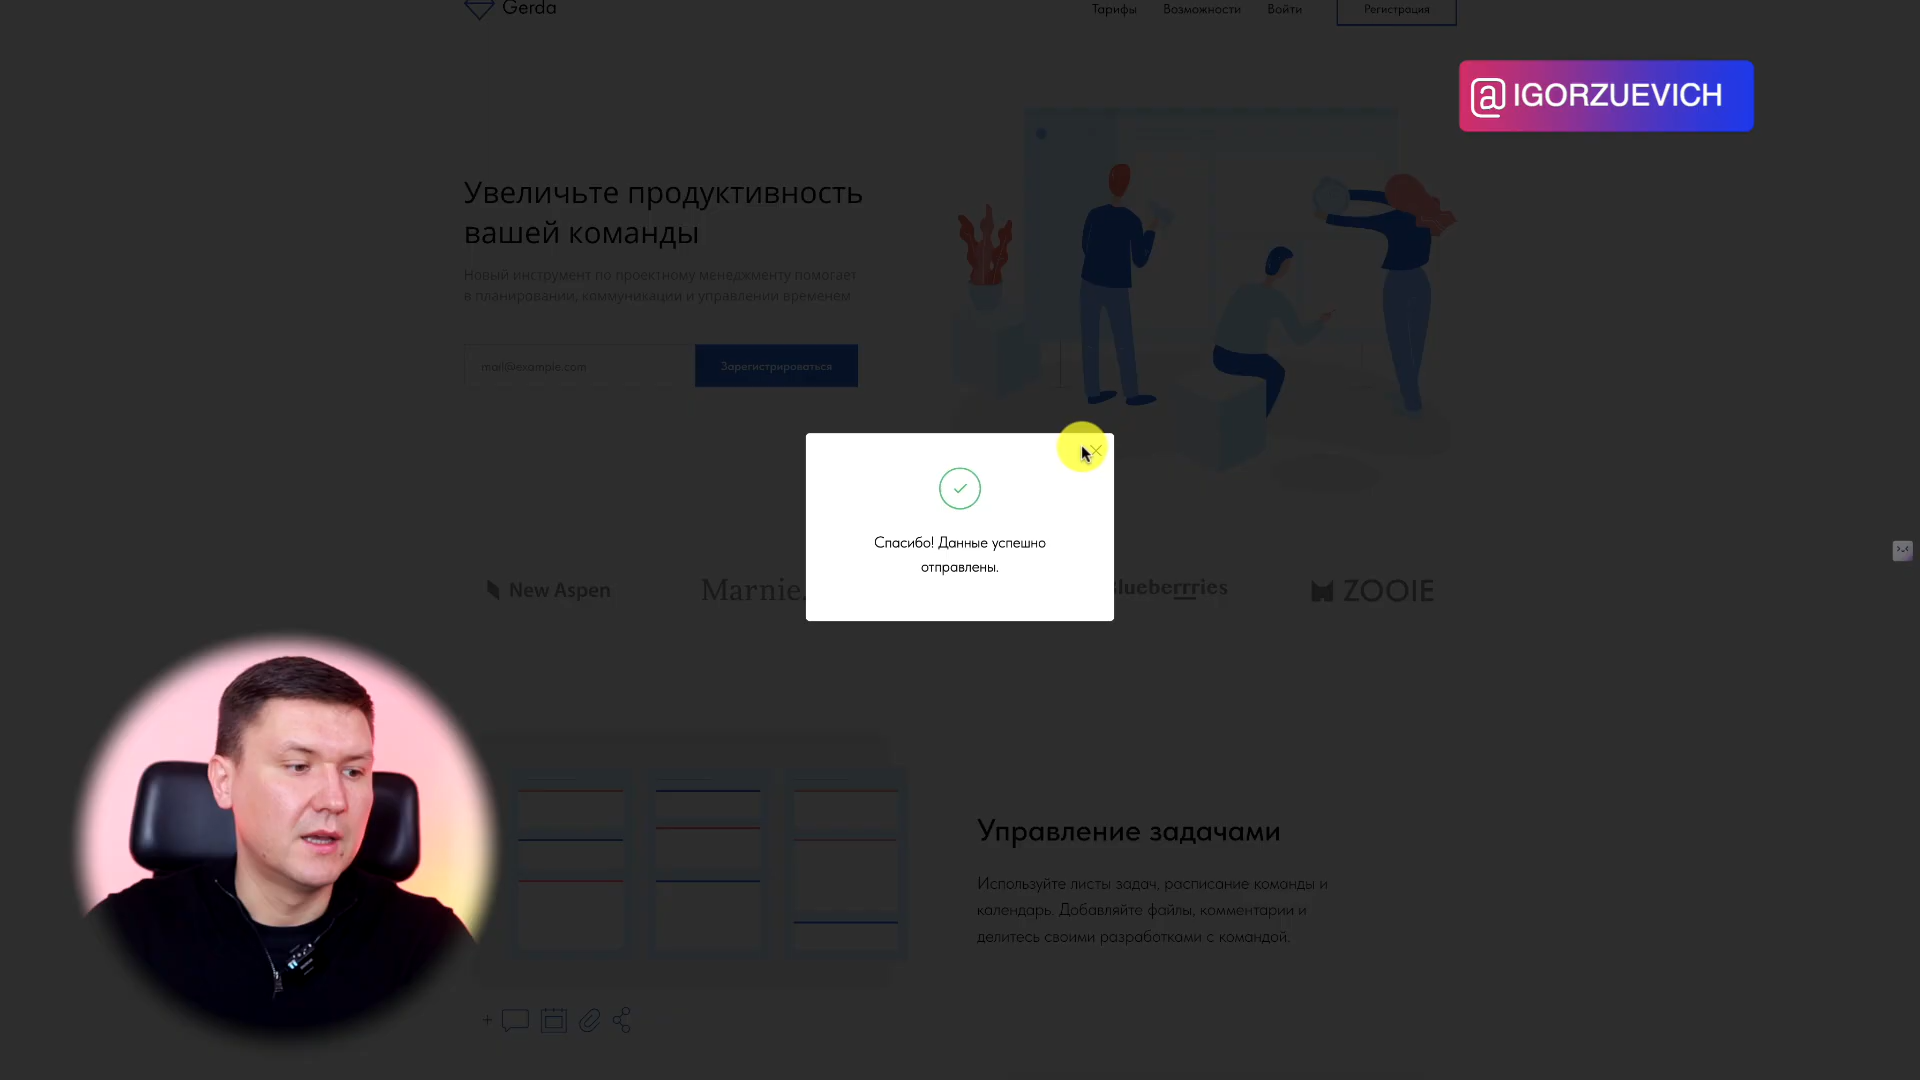 Gerda
Тарифы Возможности Войти Регистрация
@IGORZUEVICH
Увеличьте продуктивность
вашей команды
Новый инструмент по проектному менеджменту помогает
в планировании, коммуникации и управлении временем
mail@example.com Зарегистрироваться
Спасибо! Данные успешно
отправлены.
New Aspen Marnie. Blueberrries ZOOIE
Управление задачами
Используйте листы задач, расписание команды и
календарь. Добавляйте файлы, комментарии и
делитесь своими разработками с командой.